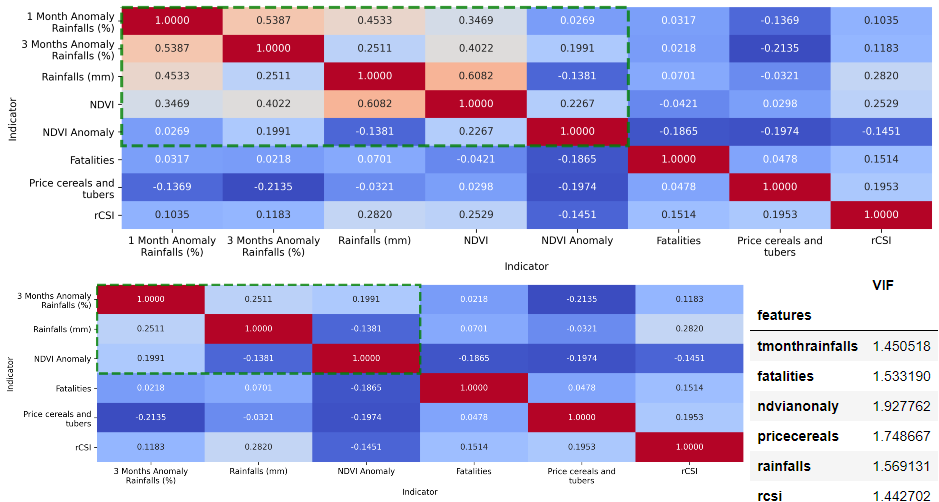 1 Month Anomaly
Rainfalls (%)
1.0000 0.5387 0.4533 0.3469 0.0269 0.0317 -0.1369 0.1035
3 Months Anomaly
Rainfalls (%)
0.5387 1.0000 0.2511 0.4022 0.1991 0.0218 -0.2135 0.1183
Rainfalls (mm) 0.4533 0.2511 1.0000 0.6082 -0.1381 0.0701 -0.0321 0.2820
Indicator
NDVI 0.3469 0.4022 0.6082 1.0000 0.2267 -0.0421 0.0298 0.2529
NDVI Anomaly 0.0269 0.1991 -0.1381 0.2267 1.0000 -0.1865 -0.1974 -0.1451
Fatalities 0.0317 0.0218 0.0701 -0.0421 -0.1865 1.0000 0.0478 0.1514
Price cereals and
tubers
-0.1369 -0.2135 -0.0321 0.0298 -0.1974 0.0478 1.0000 0.1953
rCSI 0.1035 0.1183 0.2820 0.2529 -0.1451 0.1514 0.1953 1.0000
1 Month Anomaly
Rainfalls (%)
3 Months Anomaly
Rainfalls (%)
Rainfalls (mm)
NDVI
NDVI Anomaly
Fatalities
Price cereals and
tubers
rCSI
Indicator
3 Months Anomaly
Rainfalls (%)
1.0000 0.2511 0.1991 0.0218 -0.2135 0.1183
Rainfalls (mm) 0.2511 1.0000 -0.1381 0.0701 -0.0321 0.2820
NDVI Anomaly 0.1991 -0.1381 1.0000 -0.1865 -0.1974 -0.1451
Indicator
Fatalities 0.0218 0.0701 -0.1865 1.0000 0.0478 0.1514
Price cereals and
tubers
-0.2135 -0.0321 -0.1974 0.0478 1.0000 0.1953
rCSI 0.1183 0.2820 -0.1451 0.1514 0.1953 1.0000
3 Months Anomaly
Rainfalls (%)
Rainfalls (mm)
NDVI Anomaly
Fatalities
Price cereals and
tubers
rCSI
Indicator
VIF
features
tmonthrainfalls 1.450518
fatalities 1.533190
ndvianonaly 1.927762
pricecereals 1.748667
rainfalls 1.569131
rcsi 1.442702